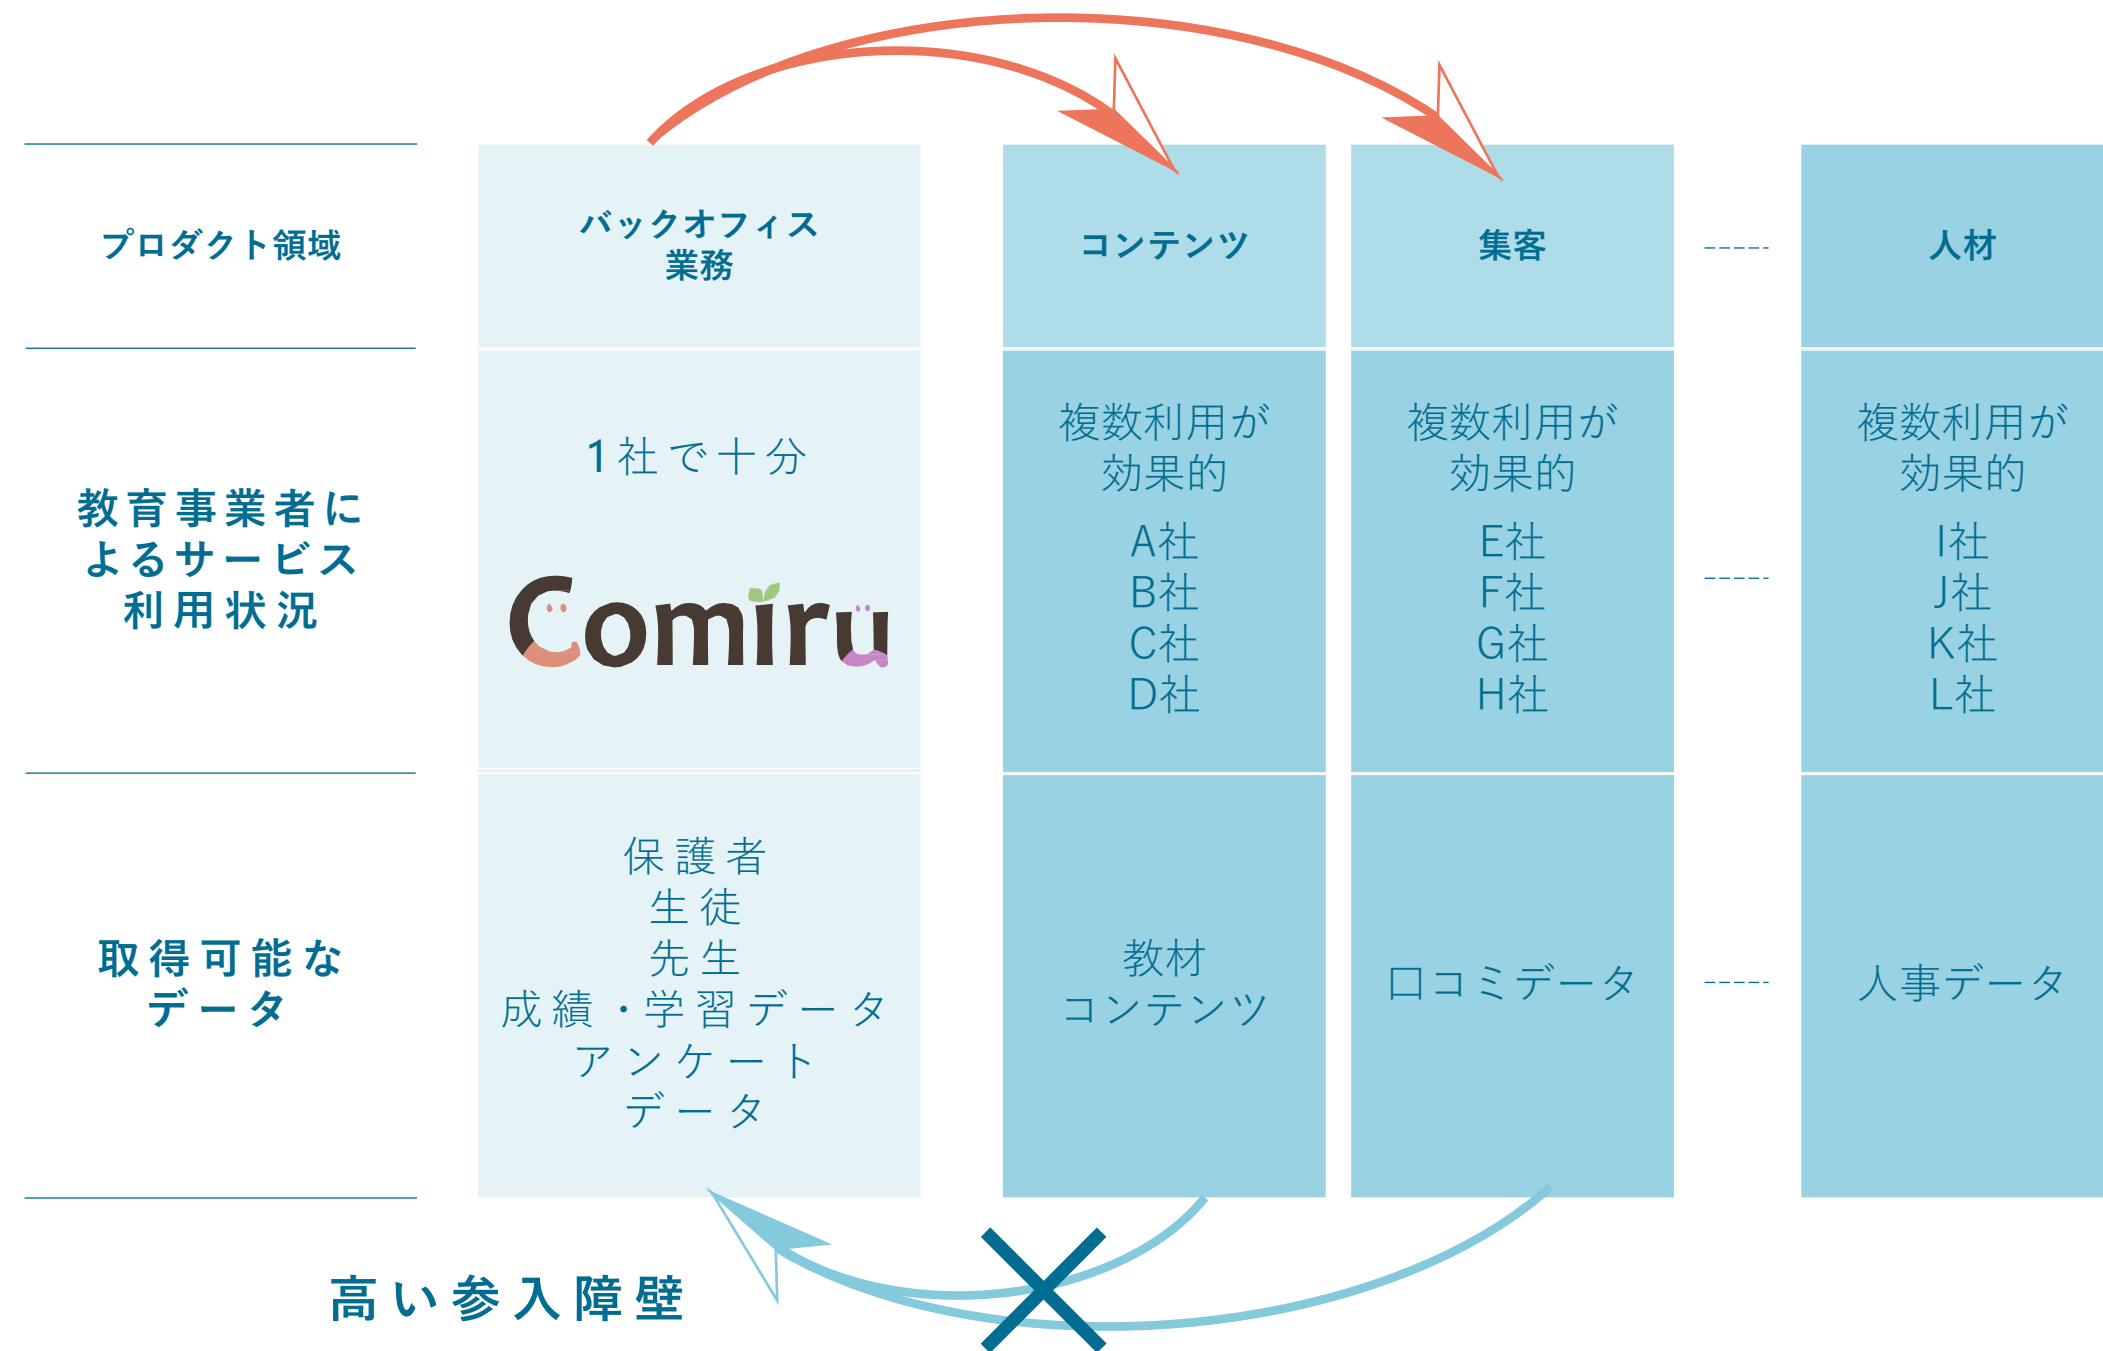 プロダクト領域
バックオフィス
業務
コンテンツ
集客
人材
教育事業者に
よるサービス
利用状況
1社で十分
Comiru
複数利用が
効果的
A社
B社
C社
D社
複数利用が
効果的
E社
F社
G社
H社
複数利用が
効果的
I社
J社
K社
L社
取得可能な
データ
保護者
生徒
先生
成績・学習データ
アンケート
データ
教材
コンテンツ
口コミデータ
人事データ
高い参入障壁